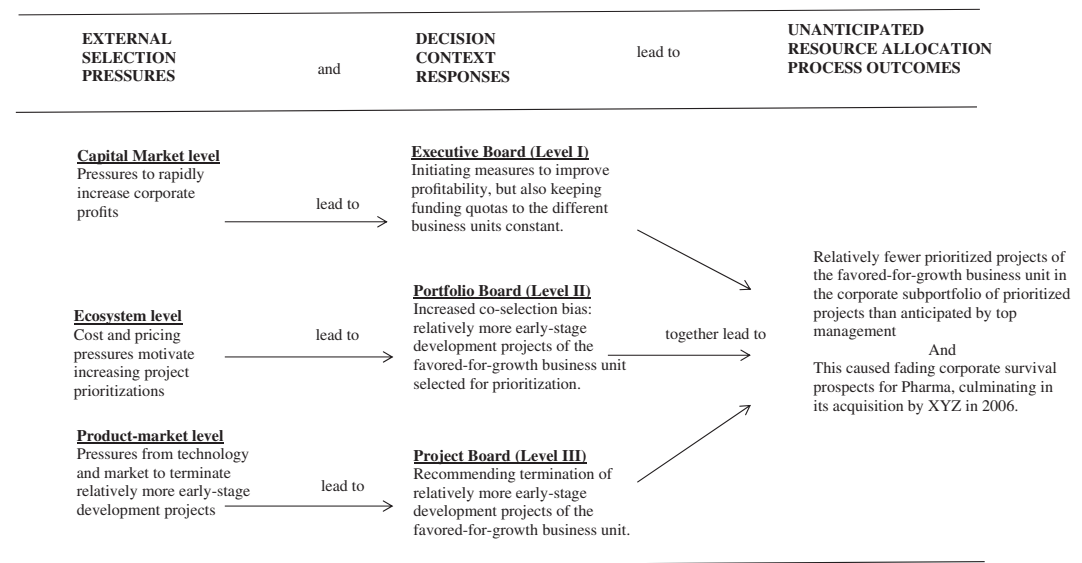 EXTERNAL
SELECTION
PRESSURES
and
DECISION
CONTEXT
RESPONSES
lead to
UNANTICIPATED
RESOURCE ALLOCATION
PROCESS OUTCOMES
Capital Market level
Pressures to rapidly
increase corporate
profits
lead to
Executive Board (Level I)
Initiating measures to improve
profitability, but also keeping
funding quotas to the different
business units constant.
Ecosystem level
Cost and pricing
pressures motivate
increasing project
prioritizations
lead to
Portfolio Board (Level II)
Increased co-selection bias:
relatively more early-stage
development projects of the
favored-for-growth business unit
selected for prioritization.
together lead to
Product-market level
Pressures from technology
and market to terminate
relatively more early-stage
development projects
lead to
Project Board (Level III)
Recommending termination of
relatively more early-stage
development projects of the
favored-for-growth business unit.
Relatively fewer prioritized projects of
the favored-for-growth business unit in
the corporate subportfolio of prioritized
projects than anticipated by top
management
And
This caused fading corporate survival
prospects for Pharma, culminating in
its acquisition by XYZ in 2006.